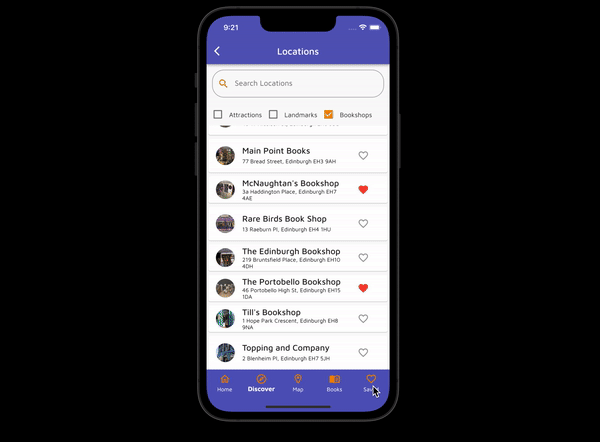 9:21
Locations
Search Locations
Attractions
Landmarks
Bookshops
Main Point Books
77 Bread Street, Edinburgh EH3 9AH
McNaughtan's Bookshop
3a Haddington Place, Edinburgh EH7
4AE
Rare Birds Book Shop
13 Raeburn Pl, Edinburgh EH4 1HU
The Edinburgh Bookshop
219 Bruntsfield Place, Edinburgh EH10
4DH
The Portobello Bookshop
46 Portobello High St, Edinburgh EH15
1DA
Till's Bookshop
1 Hope Park Crescent, Edinburgh EH8
9NA
Topping and Company
2 Blenheim Pl, Edinburgh EH7 5JH
Home
Discover
Map
Books